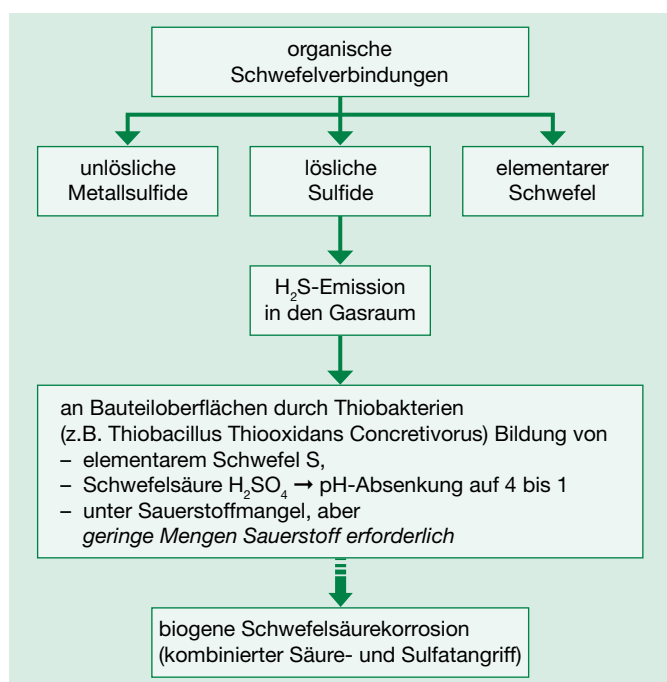 organische
Schwefelverbindungen
unlösliche
Metallsulfide
lösliche
Sulfide
elementarer
Schwefel
H₂S-Emission
in den Gasraum
an Bauteiloberflächen durch Thiobakterien
(z.B. Thiobacillus Thiooxidans Concretivorus) Bildung von
– elementarem Schwefel S,
– Schwefelsäure H₂SO₄ → pH-Absenkung auf 4 bis 1
– unter Sauerstoffmangel, aber
geringe Mengen Sauerstoff erforderlich
biogene Schwefelsäurekorrosion
(kombinierter Säure- und Sulfatangriff)